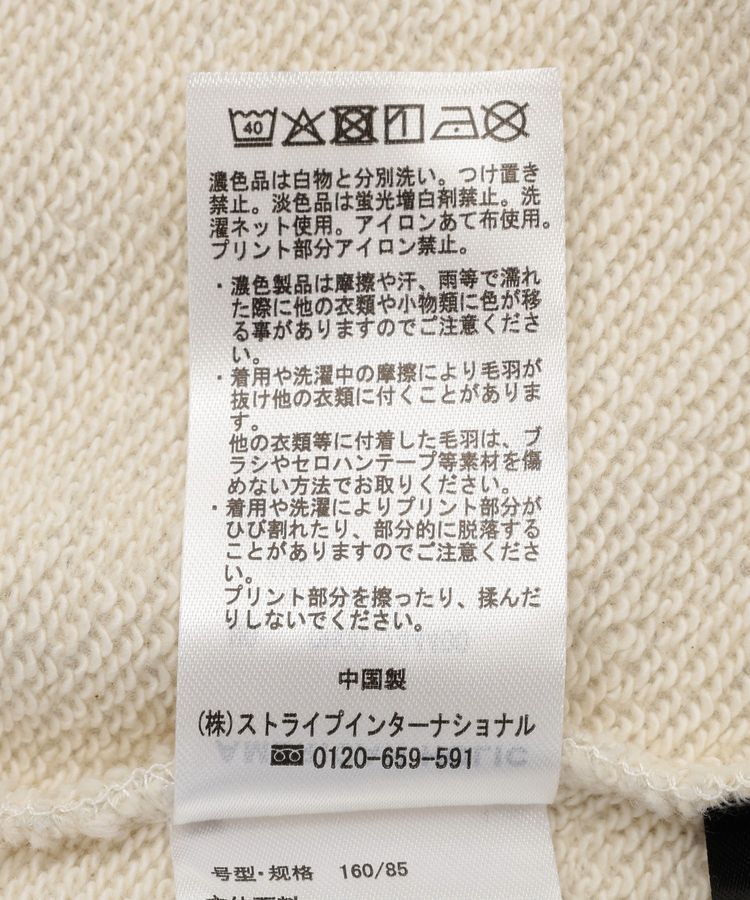 40
濃色品は白物と分別洗い。つけ置き
禁止。淡色品は蛍光増白剤禁止。洗
濯ネット使用。アイロンあて布使用。
プリント部分アイロン禁止。
・濃色製品は摩擦や汗、雨等で濡れ
た際に他の衣類や小物類に色が移
る事がありますのでご注意くださ
い。
・着用や洗濯中の摩擦により毛羽が
抜け他の衣類に付くことがありま
す。
他の衣類等に付着した毛羽は、ブ
ラシやセロハンテープ等素材を傷
めない方法でお取りください。
・着用や洗濯によりプリント部分が
ひび割れたり、部分的に脱落する
ことがありますのでご注意くださ
い。
プリント部分を擦ったり、揉んだ
りしないでください。
中国製
(株)ストライプインターナショナル
0120-659-591
号型・规格 160/85